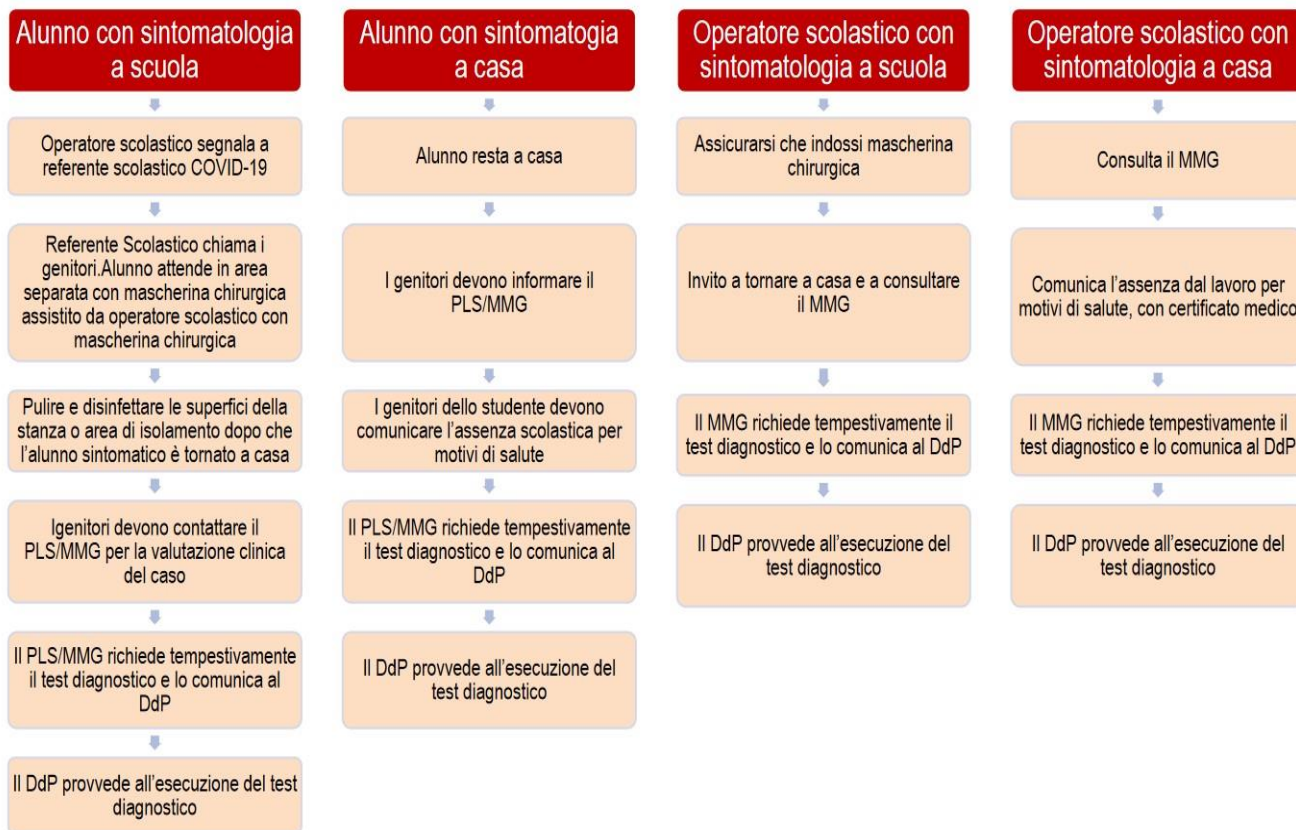 Alunno con sintomatologia
a scuola
Operatore scolastico segnala a
referente scolastico COVID-19
Referente Scolastico chiama i
genitori.Alunno attende in area
separata con mascherina chirurgica
assistito da operatore scolastico con
mascherina chirurgica
Pulire e disinfettare le superfici della
stanza o area di isolamento dopo che
l'alunno sintomatico è tornato a casa
Igenitori devono contattare il
PLS/MMG per la valutazione clinica
del caso
Il PLS/MMG richiede tempestivamente
il test diagnostico e lo comunica al
DdP
Il DdP provvede all'esecuzione del test
diagnostico
Alunno con sintomatogia
a casa
Alunno resta a casa
I genitori devono informare il
PLS/MMG
I genitori dello studente devono
comunicare l'assenza scolastica per
motivi di salute
Il PLS/MMG richiede tempestivamente
il test diagnostico e lo comunica al
DdP
Il DdP provvede all'esecuzione del
test diagnostico
Operatore scolastico con
sintomatologia a scuola
Assicurarsi che indossi mascherina
chirurgica
Invito a tornare a casa e a consultare
il MMG
Il MMG richiede tempestivamente il
test diagnostico e lo comunica al DdP
Il DdP provvede all'esecuzione del
test diagnostico
Operatore scolastico con
sintomatologia a casa
Consulta il MMG
Comunica l'assenza dal lavoro per
motivi di salute, con certificato medico
Il MMG richiede tempestivamente il
test diagnostico e lo comunica al DdP
Il DdP provvede all'esecuzione del
test diagnostico